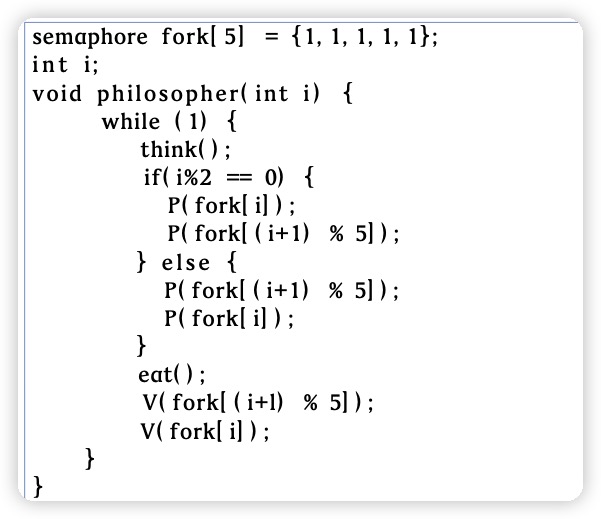 semaphore fork[5] = {1, 1, 1, 1, 1};
int i;
void philosopher(int i) {
while (1) {
think();
if(i%2 == 0) {
P(fork[i]);
P(fork[(i+1) % 5]);
} else {
P(fork[(i+1) % 5]);
P(fork[i]);
}
eat();
V(fork[(i+l) % 5]);
V(fork[i]);
}
}